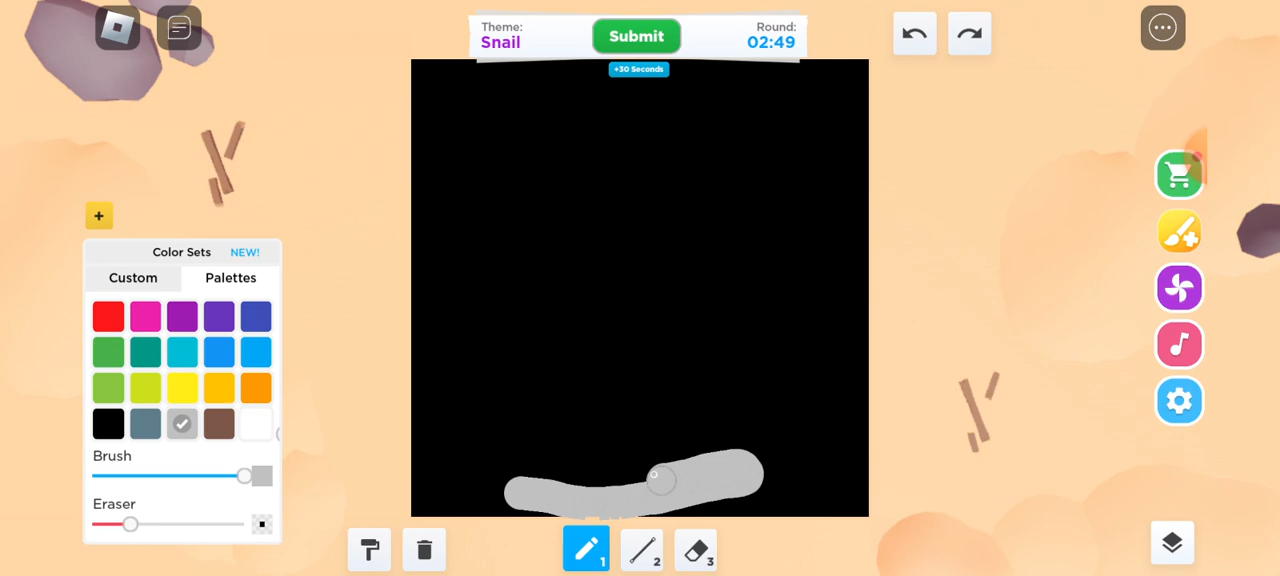 Theme:
Snail
Submit
Round:
02:49
+30 Seconds
+
Color Sets NEW!
Custom Palettes
Brush
Eraser
1
2
3